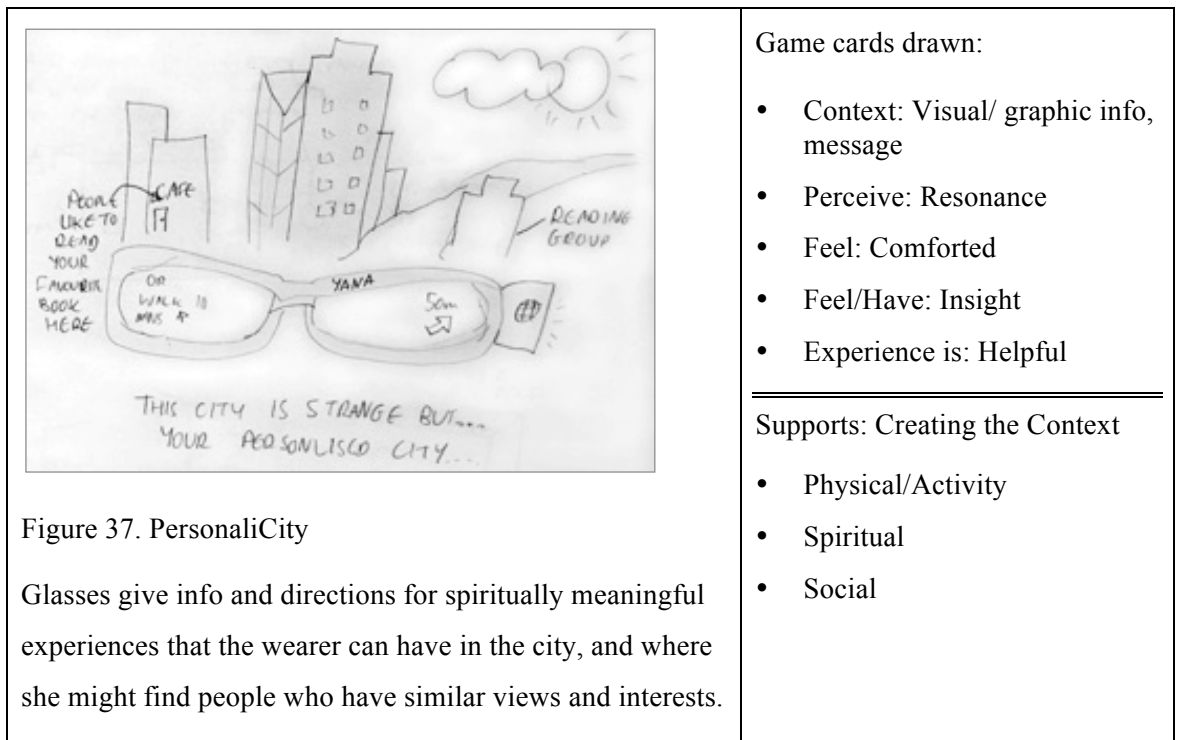 PEOPLE
LIKE TO
READ
YOUR
FAVOURITE
BOOK
HERE
CAFE
READING
GROUP
YANA
OR
WALK 10
MINS
50m
THIS CITY IS STRANGE BUT....
YOUR PERSONLISCD CITY....
Figure 37. PersonaliCity
Glasses give info and directions for spiritually meaningful
experiences that the wearer can have in the city, and where
she might find people who have similar views and interests.
Game cards drawn:
• Context: Visual/ graphic info,
message
• Perceive: Resonance
• Feel: Comforted
• Feel/Have: Insight
• Experience is: Helpful
Supports: Creating the Context
• Physical/Activity
• Spiritual
• Social